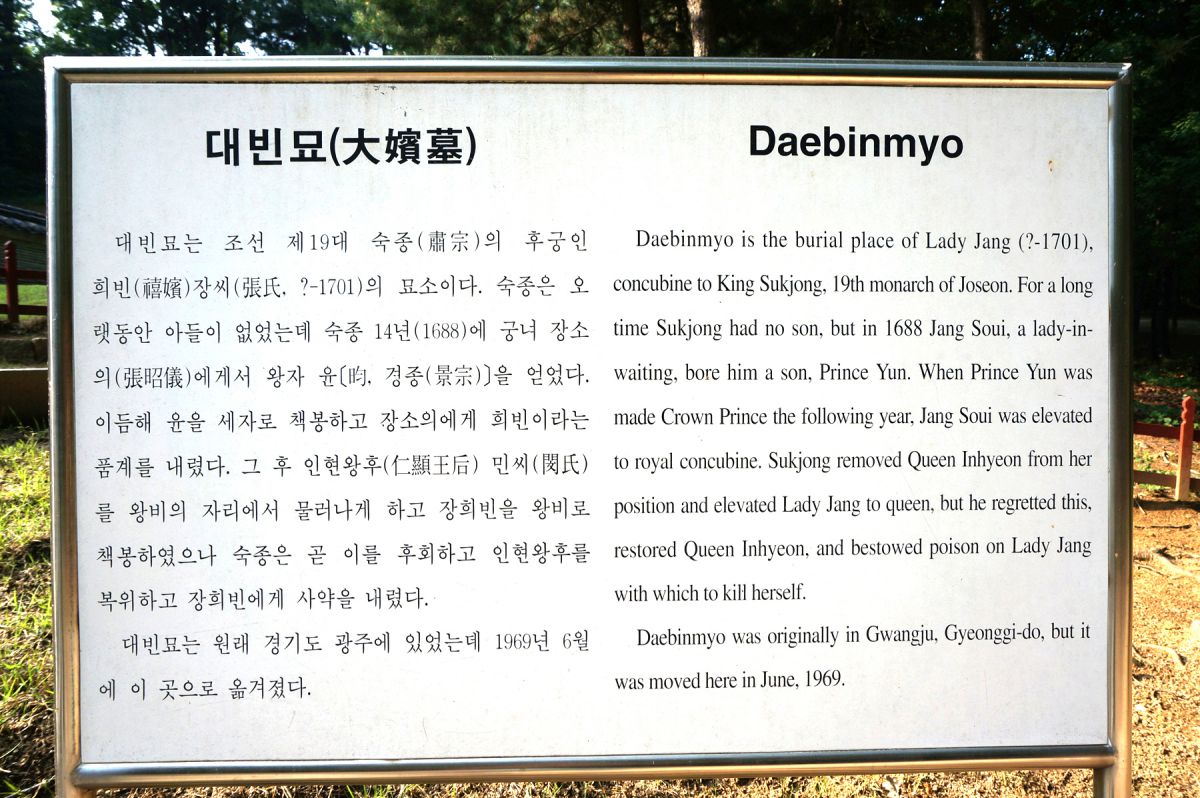 대빈묘(大嬪墓)
대빈묘는 조선 제19대 숙종(肅宗)의 후궁인
희빈(禧嬪)장씨(張氏, ?-1701)의 묘소이다. 숙종은 오
랫동안 아들이 없었는데 숙종 14년(1688)에 궁녀 장소
의(張昭儀)에게서 왕자 윤〔昀, 경종(景宗)〕을 얻었다.
이듬해 윤을 세자로 책봉하고 장소의에게 희빈이라는
품계를 내렸다. 그 후 인현왕후(仁顯王后) 민씨(閔氏)
를 왕비의 자리에서 물러나게 하고 장희빈을 왕비로
책봉하였으나 숙종은 곧 이를 후회하고 인현왕후를
복위하고 장희빈에게 사약을 내렸다.
대빈묘는 원래 경기도 광주에 있었는데 1969년 6월
에 이 곳으로 옮겨졌다.
Daebinmyo
Daebinmyo is the burial place of Lady Jang (?-1701),
concubine to King Sukjong, 19th monarch of Joseon. For a long
time Sukjong had no son, but in 1688 Jang Soui, a lady-in-
waiting, bore him a son, Prince Yun. When Prince Yun was
made Crown Prince the following year, Jang Soui was elevated
to royal concubine. Sukjong removed Queen Inhyeon from her
position and elevated Lady Jang to queen, but he regretted this,
restored Queen Inhyeon, and bestowed poison on Lady Jang
with which to kill herself.
Daebinmyo was originally in Gwangju, Gyeonggi-do, but it
was moved here in June, 1969.